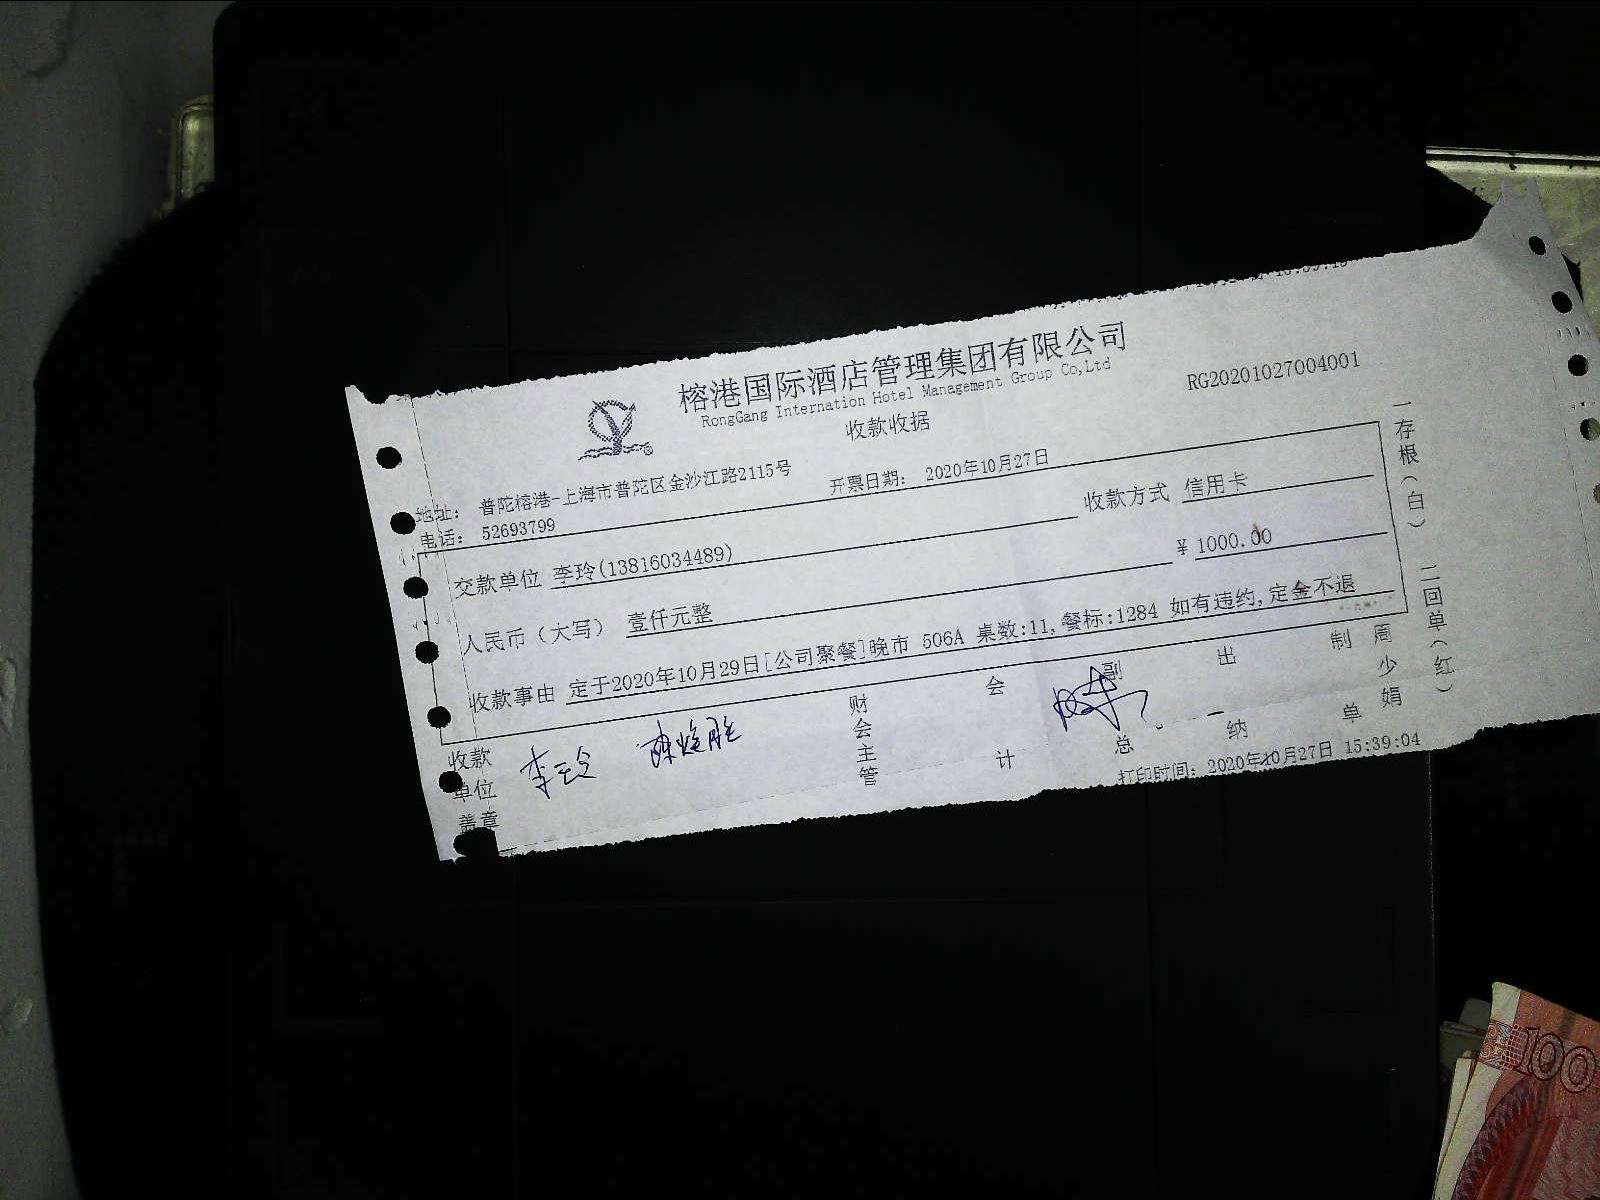 榕港国际酒店管理集团有限公司
RongGang Internation Hotel Management Group Co,Ltd
收款收据
RG20201027004001
地址： 普陀榕港-上海市普陀区金沙江路2115号
电话： 52693799
开票日期： 2020年10月27日
交款单位 李玲(13816034489)
收款方式 信用卡
人民币（大写） 壹仟元整
¥ 1000.00
收款事由 定于2020年10月29日[公司聚餐]晚市 506A 桌数:11,餐标:1284 如有违约,定金不退
收款单位盖章
李玲
财会主管
会计
副总
出纳
制单
周少娟
打印时间： 2020年10月27日 15:39:04
一存根（白）
二回单（红）
100